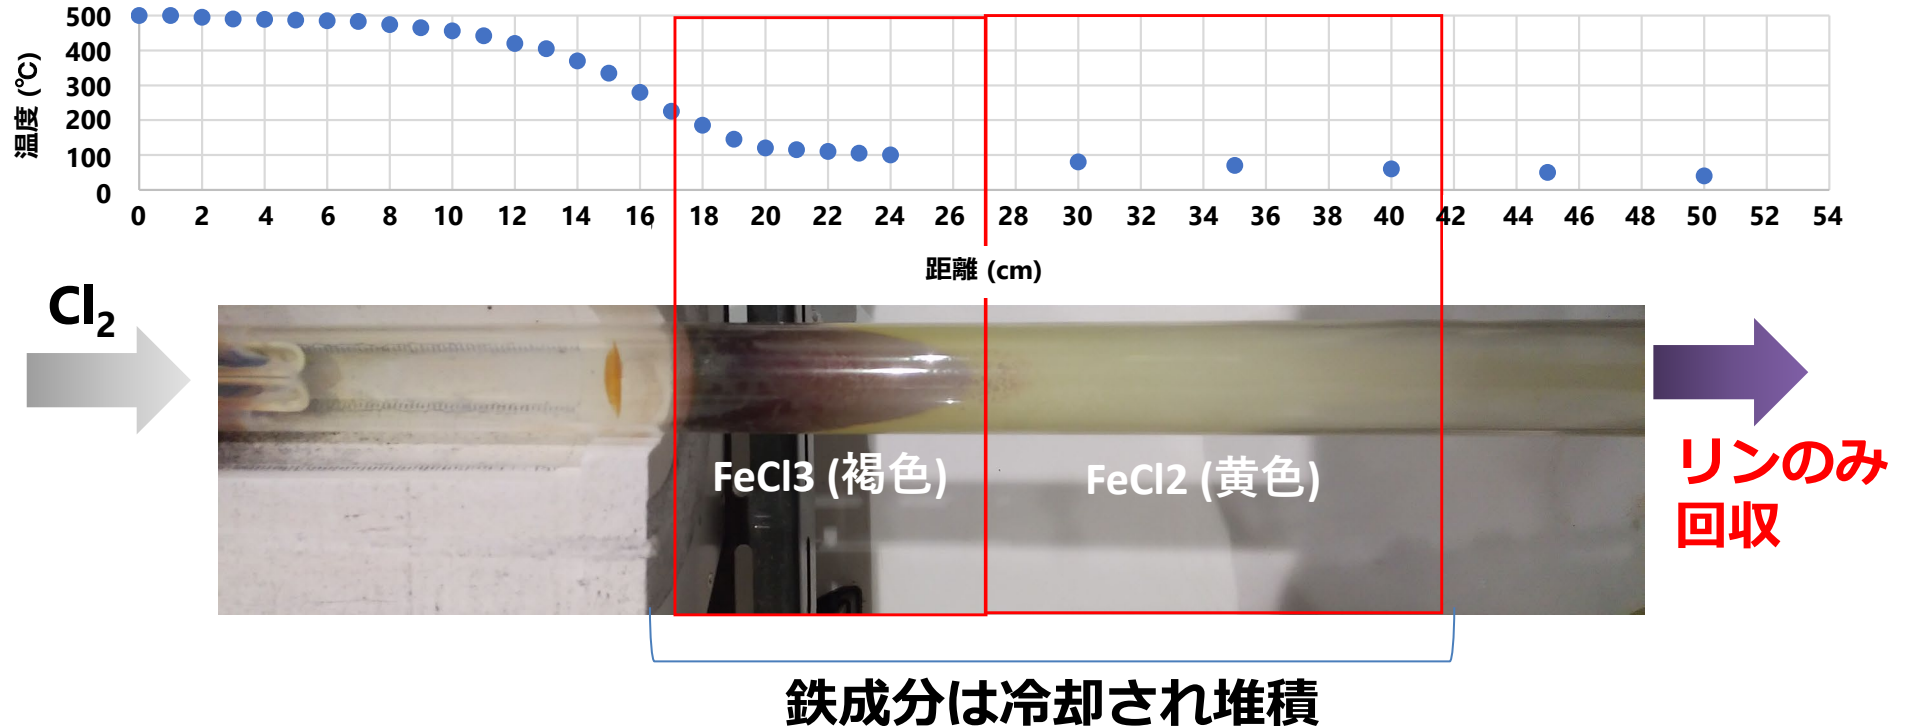 500
400
300
200
100
0
温度 (℃)
0 2 4 6 8 10 12 14 16 18 20 22 24 26 28 30 32 34 36 38 40 42 44 46 48 50 52 54
距離 (cm)
Cl2
FeCl3 (褐色)
FeCl2 (黄色)
リンのみ
回収
鉄成分は冷却され堆積